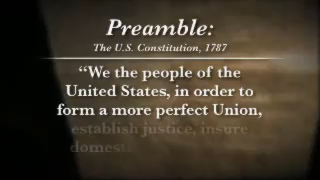 Preamble:
The U.S. Constitution, 1787
“We the people of the
United States, in order to
form a more perfect Union,
establish justice, insure